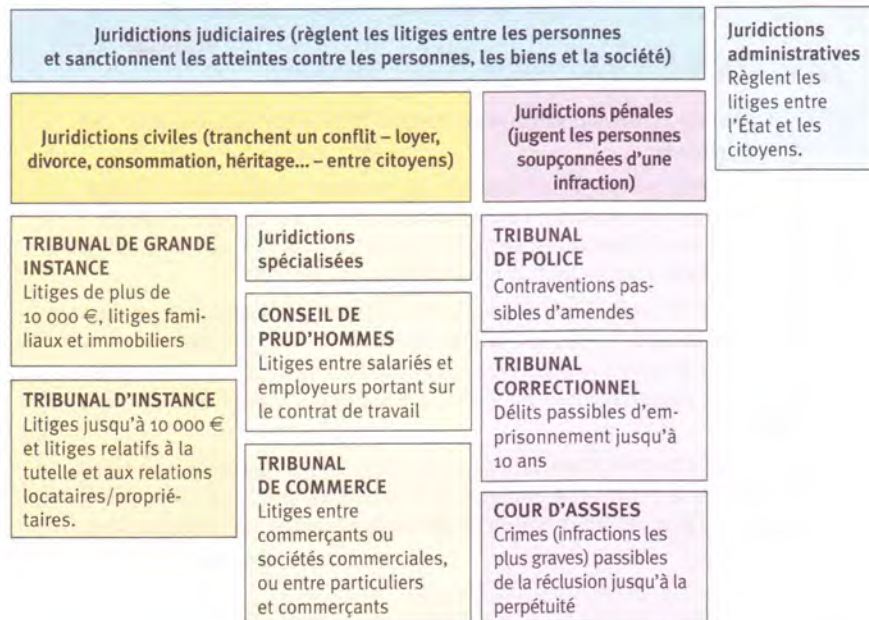 Juridictions judiciaires (règlent les litiges entre les personnes
et sanctionnent les atteintes contre les personnes, les biens et la société)
Juridictions
administratives
Règlent les
litiges entre
l'État et les
citoyens.
Juridictions civiles (tranchent un conflit – loyer,
divorce, consommation, héritage... – entre citoyens)
Juridictions pénales
(jugent les personnes
soupçonnées d'une
infraction)
TRIBUNAL DE GRANDE
INSTANCE
Litiges de plus de
10 000 €, litiges fami-
liaux et immobiliers
TRIBUNAL D'INSTANCE
Litiges jusqu'à 10 000 €
et litiges relatifs à la
tutelle et aux relations
locataires/proprié-
taires.
Juridictions
spécialisées
CONSEIL DE
PRUD'HOMMES
Litiges entre salariés et
employeurs portant sur
le contrat de travail
TRIBUNAL
DE COMMERCE
Litiges entre
commerçants ou
sociétés commerciales,
ou entre particuliers
et commerçants
TRIBUNAL
DE POLICE
Contraventions pas-
sibles d'amendes
TRIBUNAL
CORRECTIONNEL
Délits passibles d'em-
prisonnement jusqu'à
10 ans
COUR D'ASSISES
Crimes (infractions les
plus graves) passibles
de la réclusion jusqu'à la
perpétuité